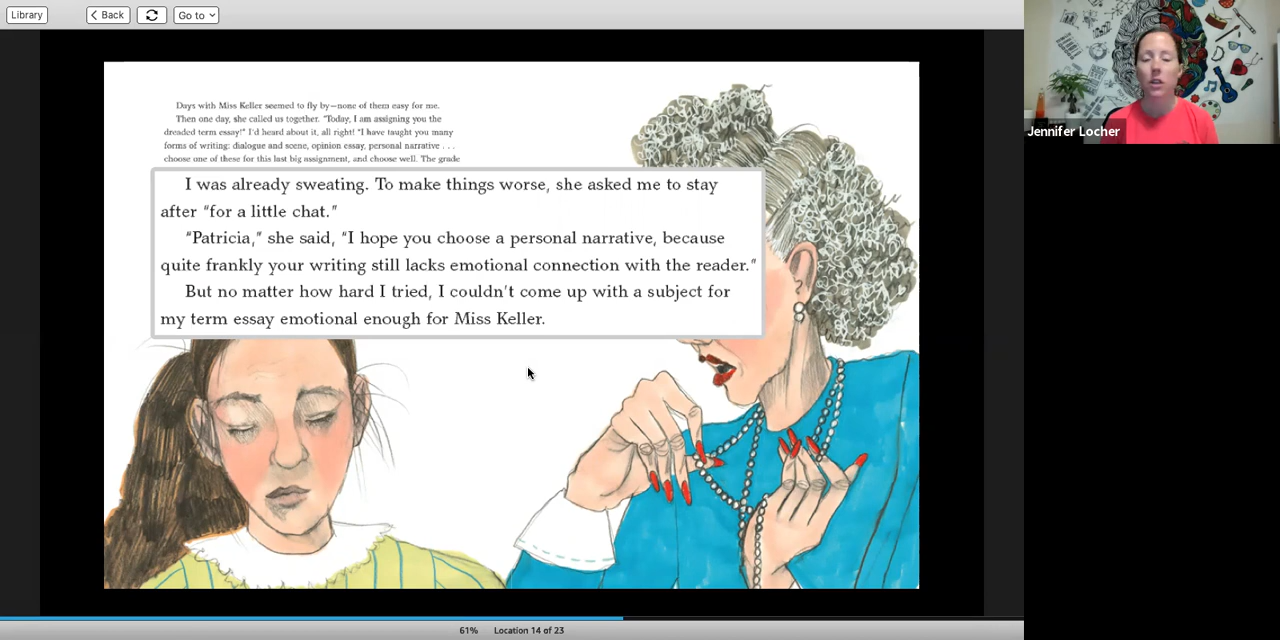 Library
Back
Go to
Days with Miss Keller seemed to fly by—none of them easy for me.
Then one day, she called us together. "Today, I am assigning you the
dreaded term essay!" I'd heard about it, all right! "I have taught you many
forms of writing: dialogue and scene, opinion essay, personal narrative . . .
choose one of these for this last big assignment, and choose well. The grade
I was already sweating. To make things worse, she asked me to stay
after "for a little chat."
"Patricia," she said, "I hope you choose a personal narrative, because
quite frankly your writing still lacks emotional connection with the reader."
But no matter how hard I tried, I couldn't come up with a subject for
my term essay emotional enough for Miss Keller.
Jennifer Locher
61% Location 14 of 23